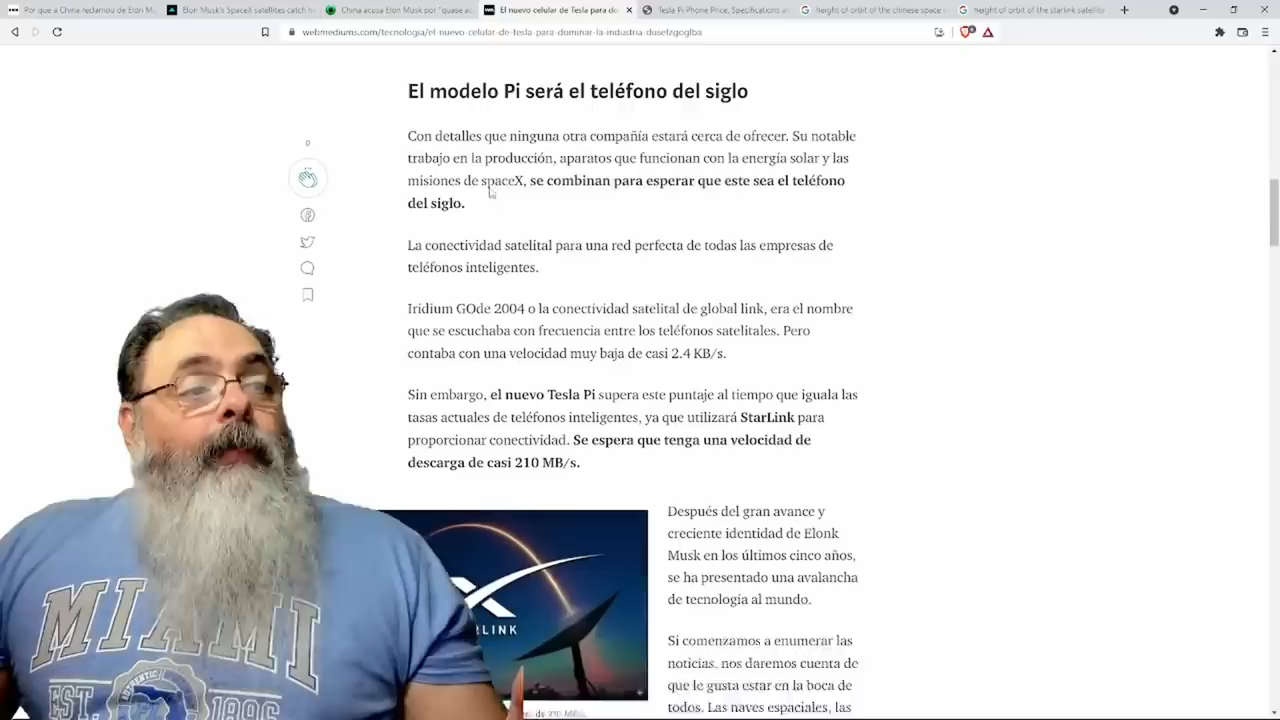 Por qué a China reclamou de Elon M
Elon Musk's SpaceX satellites catch h
China acusa Elon Musk por "quase ac
El nuevo celular de Tesla para do
Tesla Pi Phone Price, Specifications a
height of orbit of the chinese space
height of orbit of the starlink satellite
webmediums.com/tecnologia/el-nuevo-celular-de-tesla-para-dominar-la-industria-dusefzgoglba
El modelo Pi será el teléfono del siglo
0
Con detalles que ninguna otra compañía estará cerca de ofrecer. Su notable
trabajo en la producción, aparatos que funcionan con la energía solar y las
misiones de spaceX, se combinan para esperar que este sea el teléfono
del siglo.
La conectividad satelital para una red perfecta de todas las empresas de
teléfonos inteligentes.
Iridium GOde 2004 o la conectividad satelital de global link, era el nombre
que se escuchaba con frecuencia entre los teléfonos satelitales. Pero
contaba con una velocidad muy baja de casi 2.4 KB/s.
Sin embargo, el nuevo Tesla Pi supera este puntaje al tiempo que iguala las
tasas actuales de teléfonos inteligentes, ya que utilizará StarLink para
proporcionar conectividad. Se espera que tenga una velocidad de
descarga de casi 210 MB/s.
Después del gran avance y
creciente identidad de Elonk
Musk en los últimos cinco años,
se ha presentado una avalancha
de tecnología al mundo.
Si comenzamos a enumerar las
noticias, nos daremos cuenta de
que le gusta estar en la boca de
todos. Las naves espaciales, las
LINK
MIAMI
EST
1896